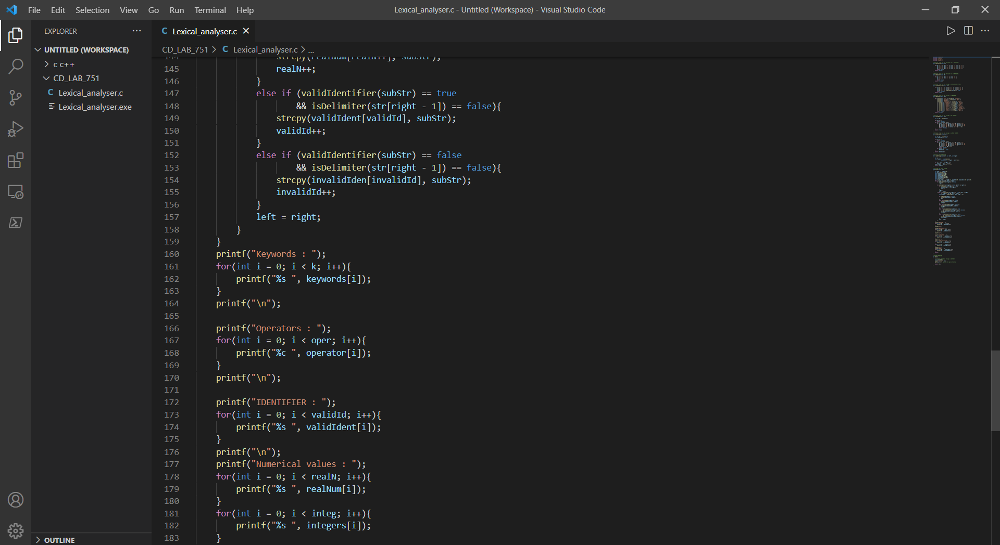 File Edit Selection View Go Run Terminal Help
Lexical_analyser.c - Untitled (Workspace) - Visual Studio Code
EXPLORER
UNTITLED (WORKSPACE)
c c++
CD_LAB_751
Lexical_analyser.c
Lexical_analyser.exe
OUTLINE
C Lexical_analyser.c
CD_LAB_751 > C Lexical_analyser.c > ...
144 strcpy(realNum[realN++], subStr);
145 realN++;
146 }
147 else if (validIdentifier(subStr) == true
148 && isDelimiter(str[right - 1]) == false){
149 strcpy(validIdent[validId], subStr);
150 validId++;
151 }
152 else if (validIdentifier(subStr) == false
153 && isDelimiter(str[right - 1]) == false){
154 strcpy(invalidIden[invalidId], subStr);
155 invalidId++;
156 }
157 left = right;
158 }
159 }
160 printf("Keywords : ");
161 for(int i = 0; i < k; i++){
162 printf("%s ", keywords[i]);
163 }
164 printf("\n");
165
166 printf("Operators : ");
167 for(int i = 0; i < oper; i++){
168 printf("%c ", operator[i]);
169 }
170 printf("\n");
171
172 printf("IDENTIFIER : ");
173 for(int i = 0; i < validId; i++){
174 printf("%s ", validIdent[i]);
175 }
176 printf("\n");
177 printf("Numerical values : ");
178 for(int i = 0; i < realN; i++){
179 printf("%s ", realNum[i]);
180 }
181 for(int i = 0; i < integ; i++){
182 printf("%s ", integers[i]);
183 }